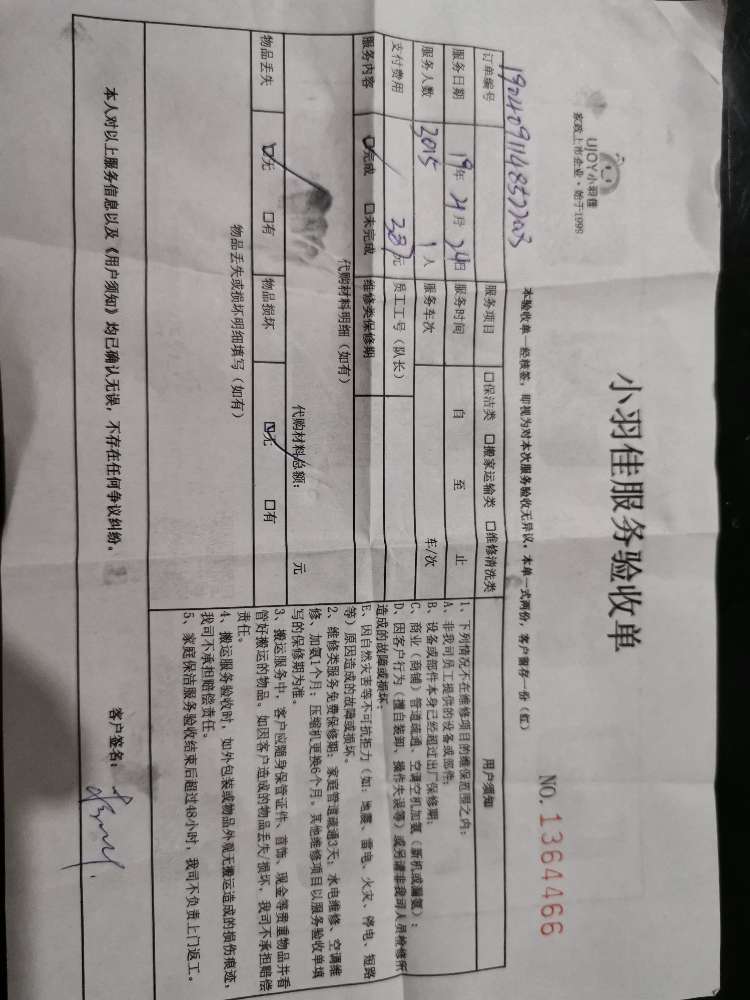 UJOY小羽佳
家政上市企业·始于1998
小羽佳服务验收单
NO.1364466
本验收单一经核签，即视为对本次服务验收无异议，本单一式两份，客户留存一份（红）
订单编号 服务项目 □保洁类 □搬家运输类 □维修清洗类
服务日期 19年 4月 24日 服务时间 自 至 止
服务人数 1人 服务车次 车/次
支付费用 元 员工工号（队长）
服务内容 ☑完成 □未完成 维修类保修期
代购材料明细（如有）
代购材料总额： 元
物品丢失 ☑无 □有 物品损坏 ☑无 □有
物品丢失或损坏明细填写（如有）
用户须知
1、下列情况不在维修项目的维保范围之内：
A、非我司员工提供的设备或部件；
B、设备或部件本身已经超过出厂保修期；
C、商业（商铺）管道疏通、空调空机加氨（新机或漏氨）；
D、因客户行为（擅自装卸、操作失误等）或另请非我司人员检修所
造成的故障或损坏；
E、因自然灾害等不可抗拒力（如：地震、雷电、火灾、停电、短路
等）原因造成的故障或损坏。
2、维修类服务免费保修期：家庭管道疏通3天；水电维修、空调维
修、加氨1个月；压缩机更换6个月。其他维修项目以服务验收单填
写的保修期为准。
3、搬运服务中，客户应随身保管证件、首饰、现金等贵重物品并看
管好搬运的物品。如因客户造成的物品丢失/损坏，我司不承担赔偿
责任。
4、搬运服务验收时，如外包装或物品外观无搬运造成的损伤痕迹，
我司不承担赔偿责任。
5、家庭保洁服务验收结束后超过48小时，我司不负责上门返工。
本人对以上服务信息以及《用户须知》均已确认无误，不存在任何争议纠纷。
客户签名：